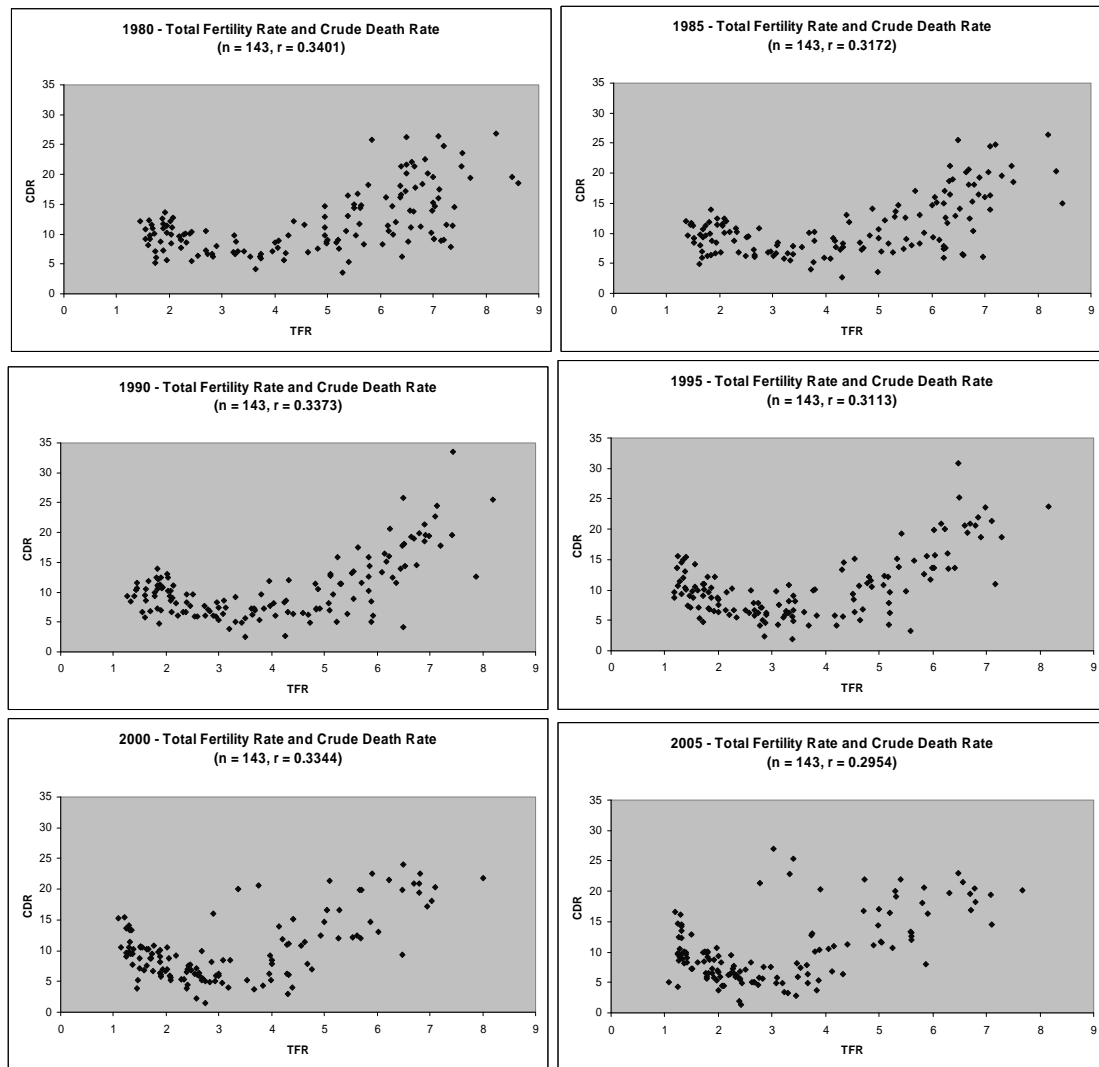 1980 - Total Fertility Rate and Crude Death Rate
(n = 143, r = 0.3401)
35
30
25
20
15
10
5
0
CDR
0 1 2 3 4 5 6 7 8 9
TFR
1985 - Total Fertility Rate and Crude Death Rate
(n = 143, r = 0.3172)
35
30
25
20
15
10
5
0
CDR
0 1 2 3 4 5 6 7 8 9
TFR
1990 - Total Fertility Rate and Crude Death Rate
(n = 143, r = 0.3373)
40
35
30
25
20
15
10
5
0
CDR
0 1 2 3 4 5 6 7 8 9
TFR
1995 - Total Fertility Rate and Crude Death Rate
(n = 143, r = 0.3113)
35
30
25
20
15
10
5
0
CDR
0 1 2 3 4 5 6 7 8 9
TFR
2000 - Total Fertility Rate and Crude Death Rate
(n = 143, r = 0.3344)
35
30
25
20
15
10
5
0
CDR
0 1 2 3 4 5 6 7 8 9
TFR
2005 - Total Fertility Rate and Crude Death Rate
(n = 143, r = 0.2954)
35
30
25
20
15
10
5
0
CDR
0 1 2 3 4 5 6 7 8 9
TFR